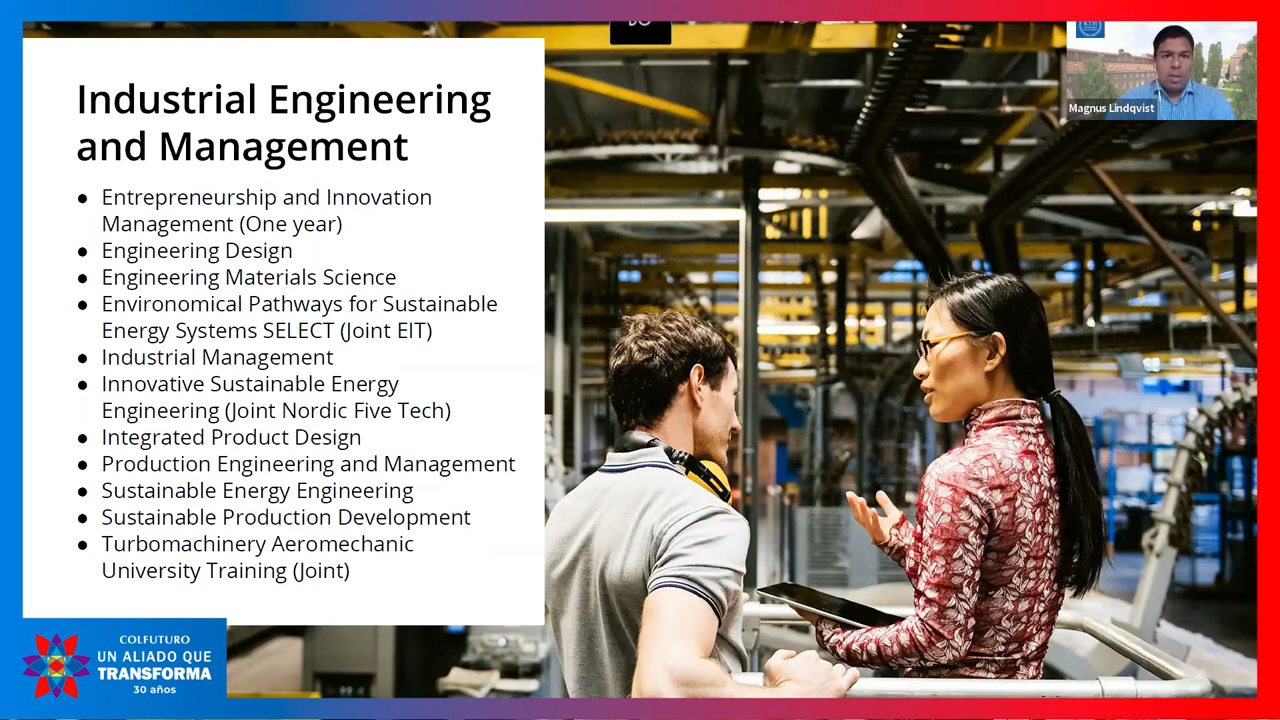 Industrial Engineering
and Management
● Entrepreneurship and Innovation
Management (One year)
● Engineering Design
● Engineering Materials Science
● Environomical Pathways for Sustainable
Energy Systems SELECT (Joint EIT)
● Industrial Management
● Innovative Sustainable Energy
Engineering (Joint Nordic Five Tech)
● Integrated Product Design
● Production Engineering and Management
● Sustainable Energy Engineering
● Sustainable Production Development
● Turbomachinery Aeromechanic
University Training (Joint)
Magnus Lindqvist
COLFUTURO
UN ALIADO QUE
TRANSFORMA
30 años